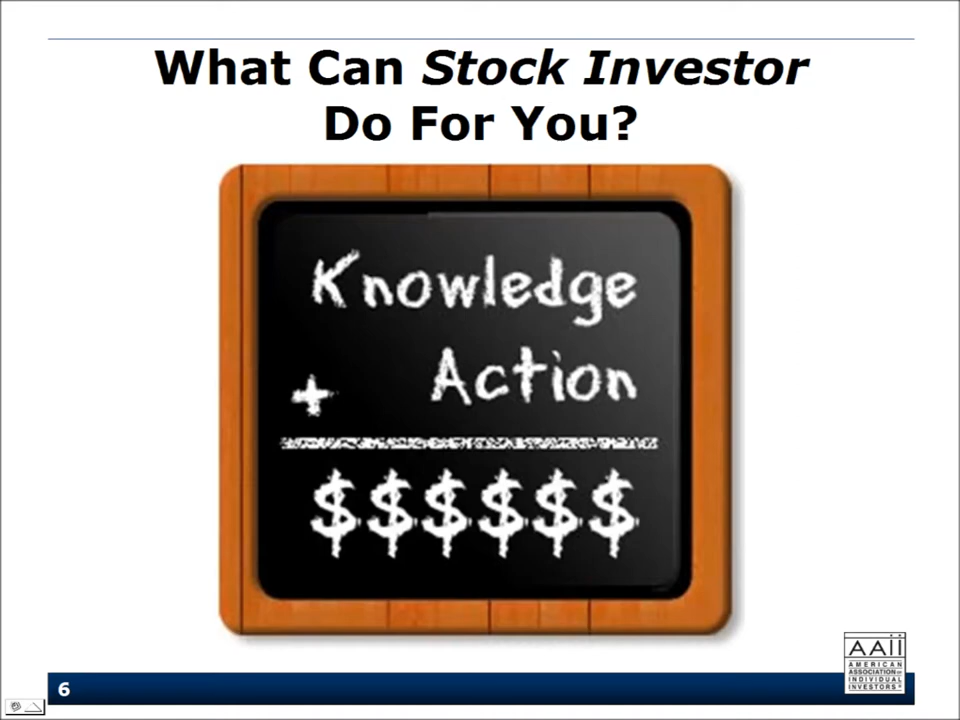 What Can Stock Investor
Do For You?
Knowledge
+ Action
$$$$$$
6
AAII
AMERICAN
ASSOCIATION OF
INDIVIDUAL
INVESTORS®